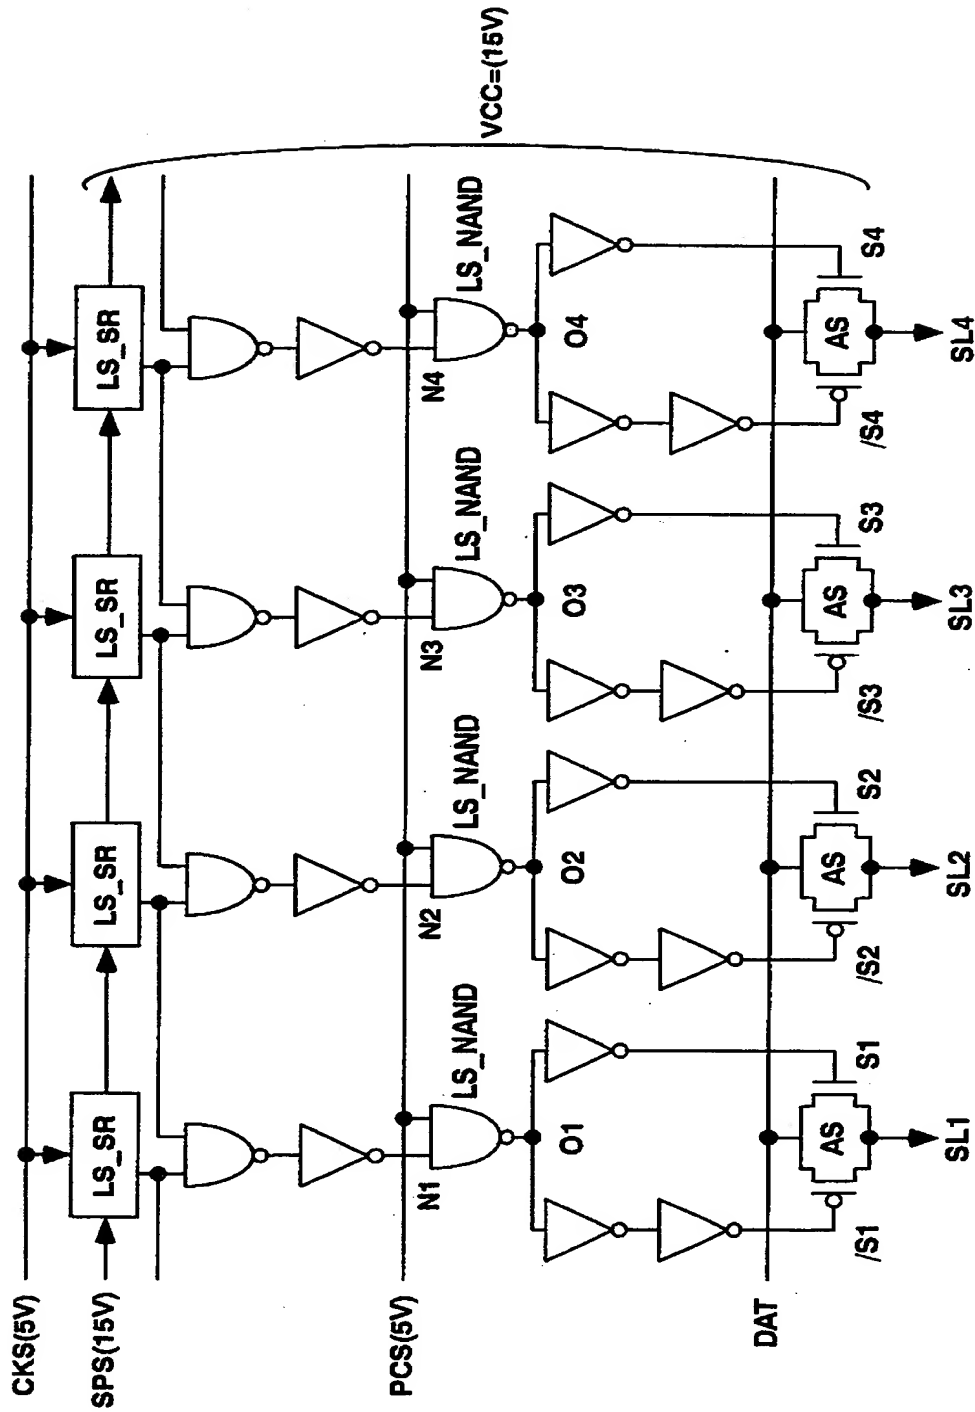 CKS(5V)
SPS(15V)
LS_SR
LS_SR
LS_SR
LS_SR
VCC=(15V)
PCS(5V)
N1
LS_NAND
N2
LS_NAND
N3
LS_NAND
N4
LS_NAND
O1
O2
O3
O4
DAT
/S1
AS
S1
/S2
AS
S2
/S3
AS
S3
/S4
AS
S4
SL1
SL2
SL3
SL4